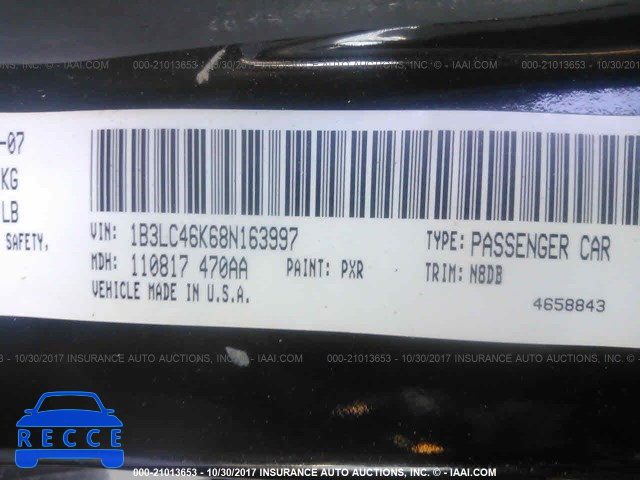 000-21013653 - 10/30/2017 INSURANCE AUTO AUCTIONS, INC. - IAAI.COM
-07
KG
LB
SAFETY.
VIN: 1B3LC46K68N163997
TYPE: PASSENGER CAR
MDH: 110817 470AA
PAINT: PXR
TRIM: N8DB
VEHICLE MADE IN U.S.A.
4658843
000-21013653 - 10/30/2017 INSURANCE AUTO AUCTIONS, INC. - IAAI.COM
RECCE
000-21013653 - 10/30/2017 INSURANCE AUTO AUCTIONS, INC. - IAAI.COM